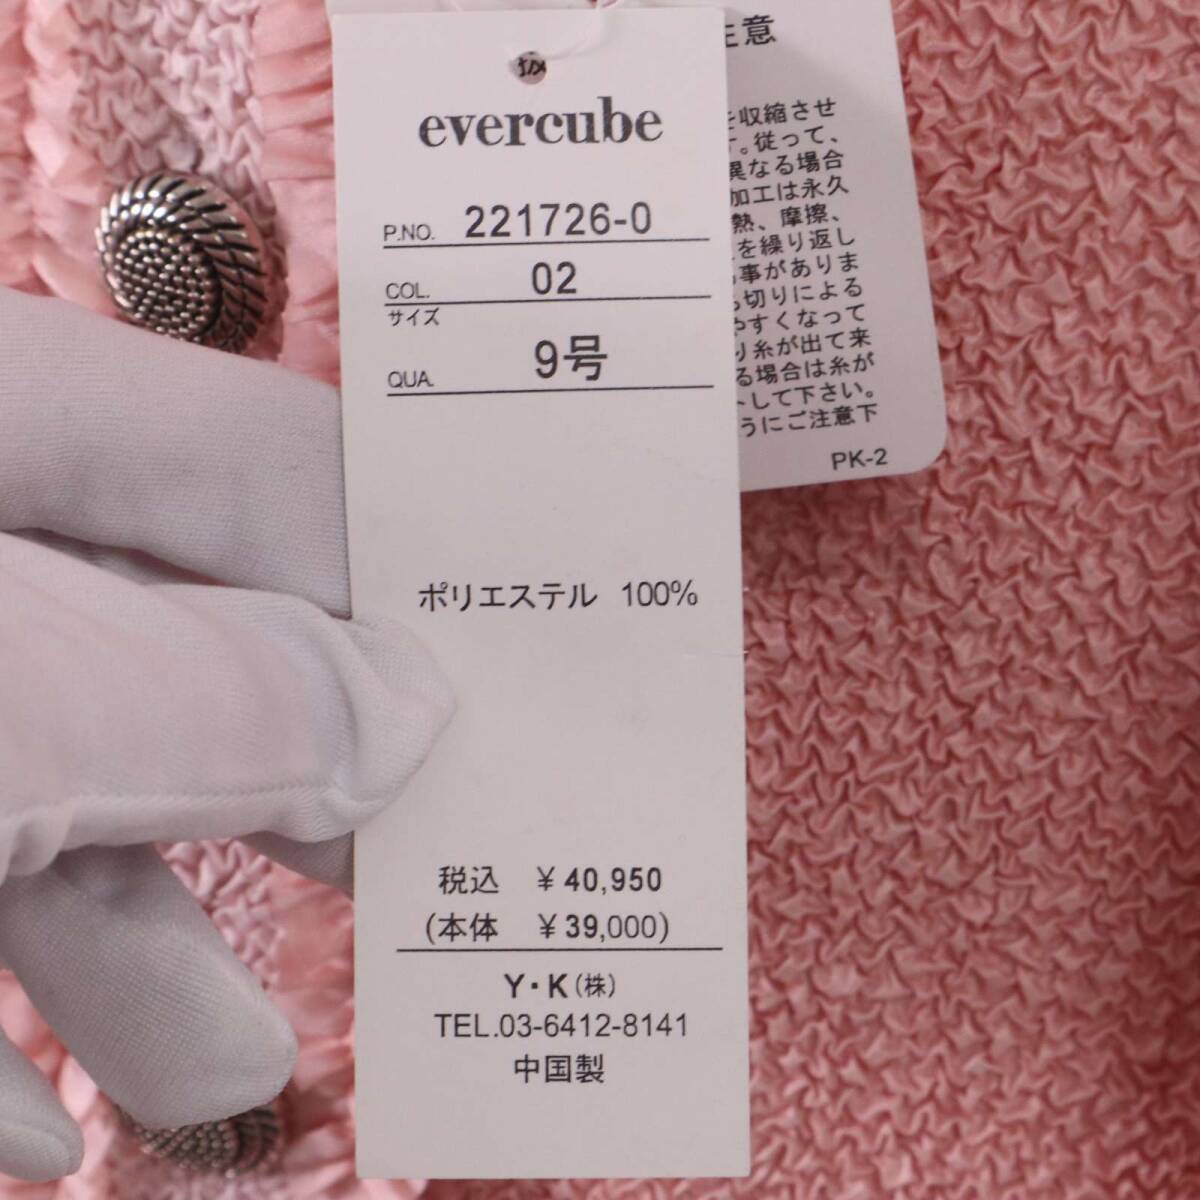 evercube
P.NO. 221726-0
COL. 02
サイズ
QUA. 9号
ポリエステル 100%
税込 ¥40,950
(本体 ¥39,000)
Y・K(株)
TEL.03-6412-8141
中国製
注意
を収縮させ
す。従って、
異なる場合
加工は永久
熱、摩擦、
を繰り返し
事がありま
切りによる
やすくなって
り糸が出て来
る場合は糸が
トして下さい。
うにご注意下
PK-2